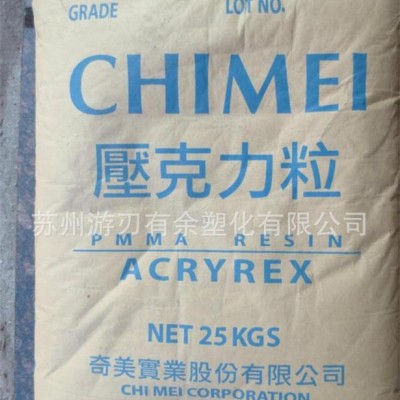 GRADE LOT NO.
CHIMEI
壓克力粒
苏州游刃有余塑化有限公司
PMMA RESIN
ACRYREX
NET 25 KGS
奇美實業股份有限公司
CHI MEI CORPORATION